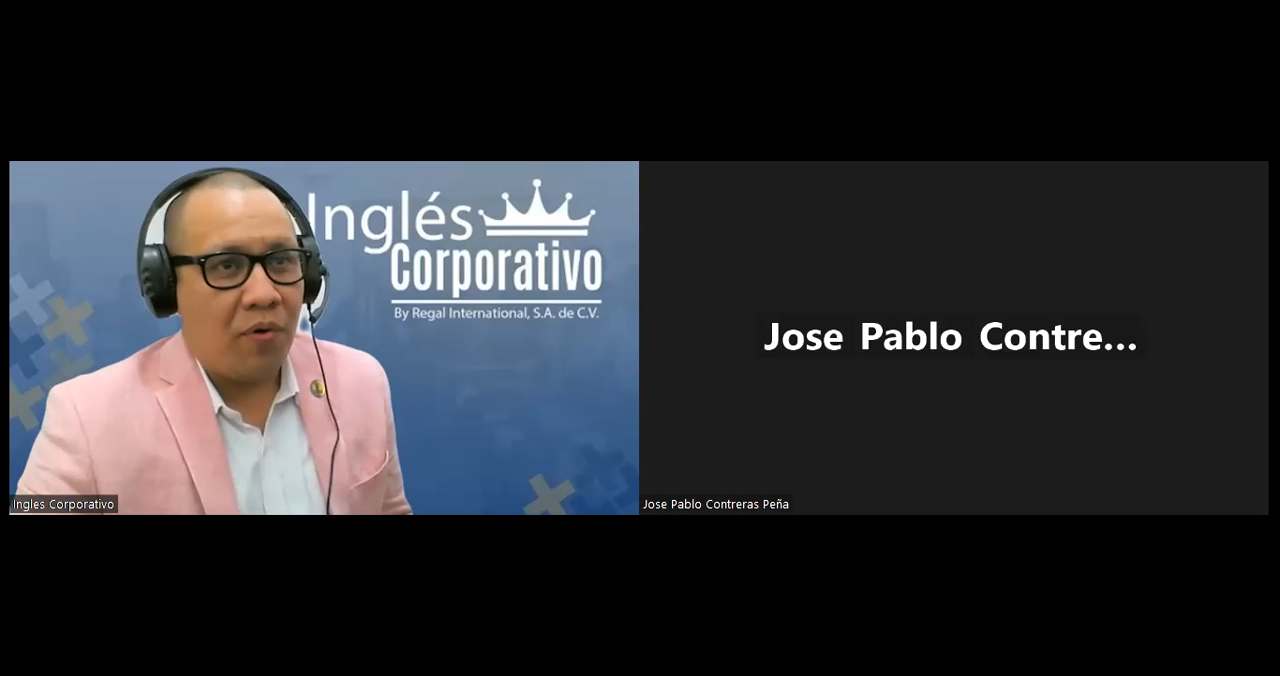 Inglés
Corporativo
By Regal International, S.A. de C.V.
Ingles Corporativo
Jose Pablo Contre...
Jose Pablo Contreras Peña